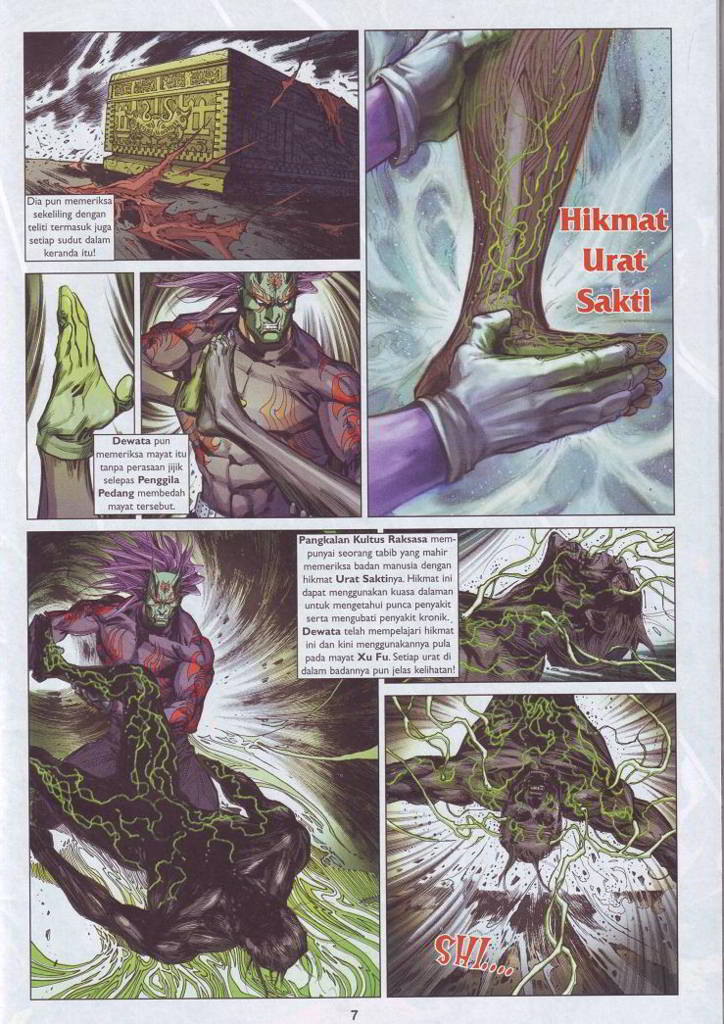 Dia pun memeriksa
sekeliling dengan
teliti termasuk juga
setiap sudut dalam
keranda itu!
Hikmat
Urat
Sakti
Dewata pun
memeriksa mayat itu
tanpa perasaan jijik
selepas Penggila
Pedang membedah
mayat tersebut.
Pangkalan Kultus Raksasa mem-
punyai seorang tabib yang mahir
memeriksa badan manusia dengan
hikmat Urat Saktinya. Hikmat ini
dapat menggunakan kuasa dalaman
untuk mengetahui punca penyakit
serta mengubati penyakit kronik.
Dewata telah mempelajari hikmat
ini dan kini menggunakannya pula
pada mayat Xu Fu. Setiap urat di
dalam badannya pun jelas kelihatan!
SHI....
7